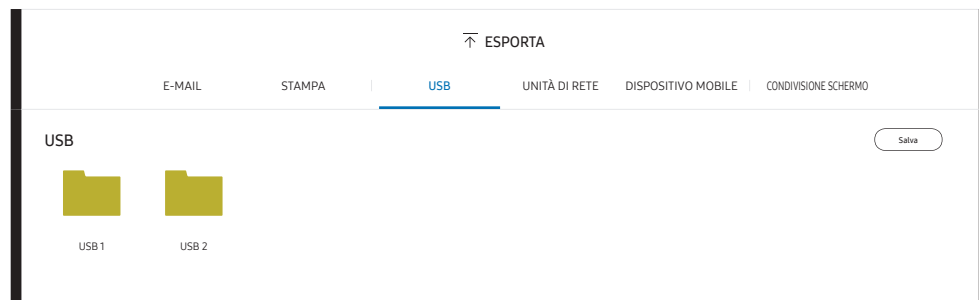 ESPORTA
E-MAIL STAMPA USB UNITÀ DI RETE DISPOSITIVO MOBILE CONDIVISIONE SCHERMO
USB Salva
USB 1 USB 2